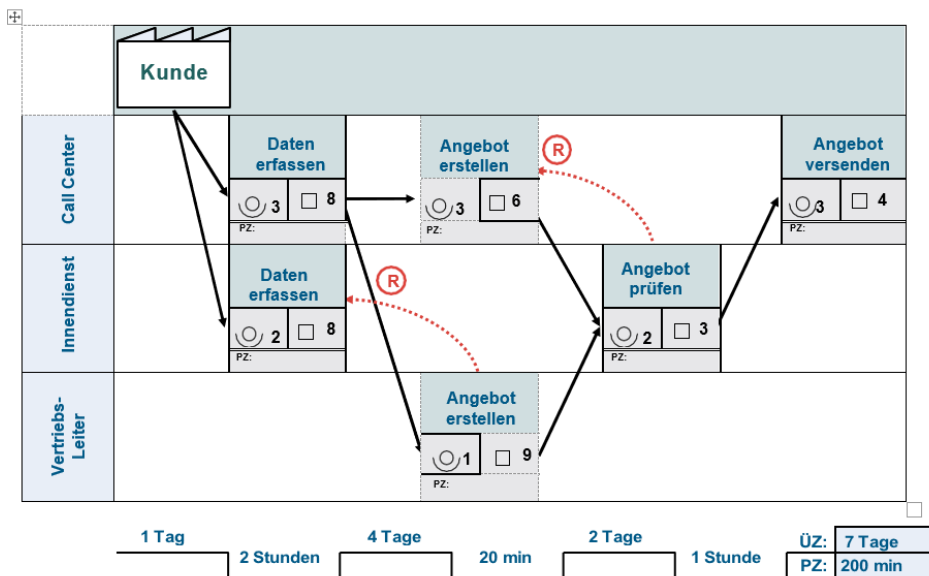 Kunde
Call Center
Daten
erfassen
3 8
PZ:
Angebot
erstellen
R
3 6
PZ:
Angebot
versenden
3 4
PZ:
Innendienst
Daten
erfassen
R
2 8
PZ:
Angebot
prüfen
2 3
PZ:
Vertriebs-
Leiter
Angebot
erstellen
1 9
PZ:
1 Tag
2 Stunden
4 Tage
20 min
2 Tage
1 Stunde
ÜZ: 7 Tage
PZ: 200 min